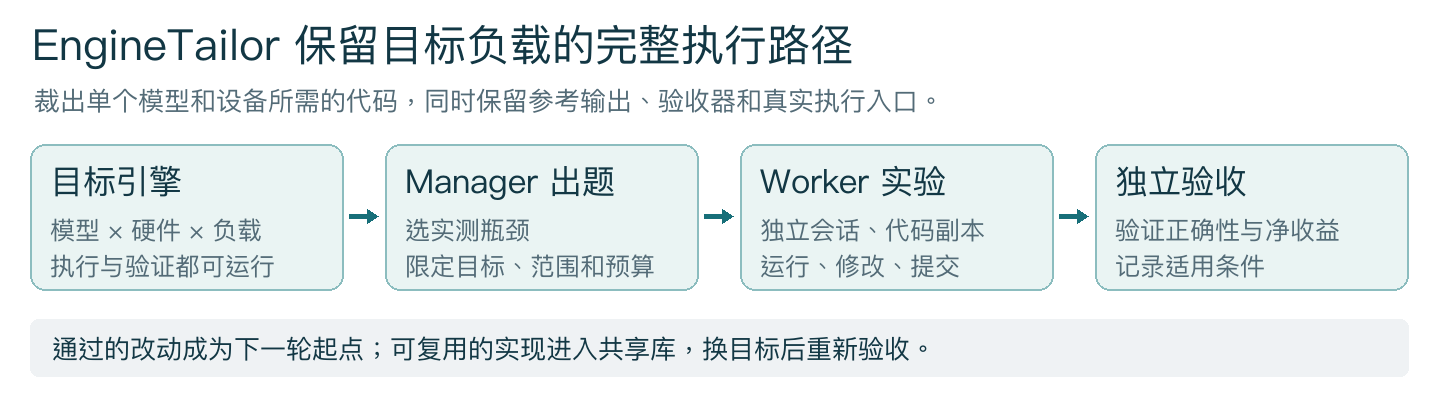 EngineTailor 保留目标负载的完整执行路径
裁出单个模型和设备所需的代码，同时保留参考输出、验收器和真实执行入口。
目标引擎
模型 × 硬件 × 负载
执行与验证都可运行
Manager 出题
选实测瓶颈
限定目标、范围和预算
Worker 实验
独立会话、代码副本
运行、修改、提交
独立验收
验证正确性与净收益
记录适用条件
通过的改动成为下一轮起点；可复用的实现进入共享库，换目标后重新验收。